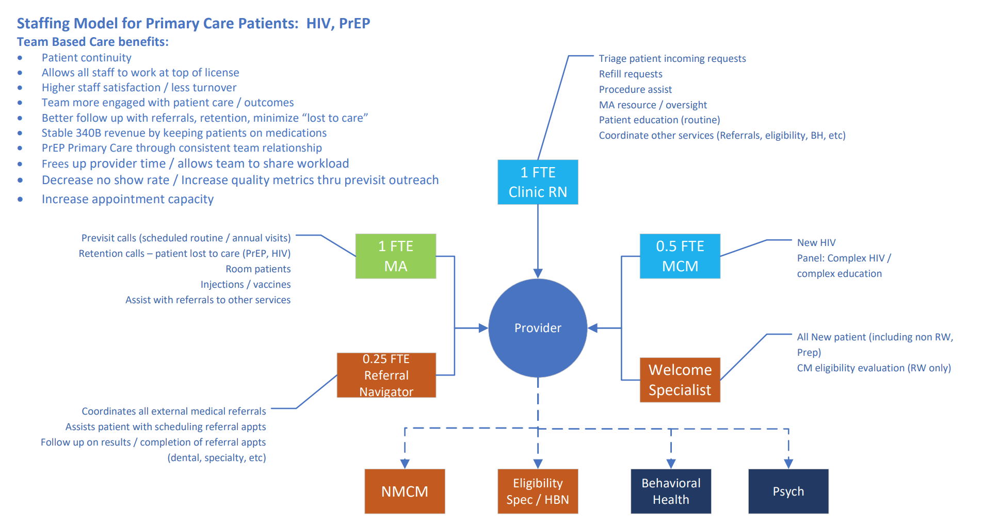 Staffing Model for Primary Care Patients:  HIV, PrEP
Team Based Care benefits:
• Patient continuity
• Allows all staff to work at top of license
• Higher staff satisfaction / less turnover
• Team more engaged with patient care / outcomes
• Better follow up with referrals, retention, minimize “lost to care”
• Stable 340B revenue by keeping patients on medications
• PrEP Primary Care through consistent team relationship
• Frees up provider time / allows team to share workload
• Decrease no show rate / Increase quality metrics thru previsit outreach
• Increase appointment capacity
Triage patient incoming requests
Refill requests
Procedure assist
MA resource / oversight
Patient education (routine)
Coordinate other services (Referrals, eligibility, BH, etc)
1 FTE
Clinic RN
Previsit calls (scheduled routine / annual visits)
Retention calls – patient lost to care (PrEP, HIV)
Room patients
Injections / vaccines
Assist with referrals to other services
1 FTE
MA
0.5 FTE
MCM
New HIV
Panel: Complex HIV /
complex education
Provider
0.25 FTE
Referral
Navigator
Welcome
Specialist
All New patient (including non RW,
Prep)
CM eligibility evaluation (RW only)
Coordinates all external medical referrals
Assists patient with scheduling referral appts
Follow up on results / completion of referral appts
(dental, specialty, etc)
NMCM
Eligibility
Spec / HBN
Behavioral
Health
Psych